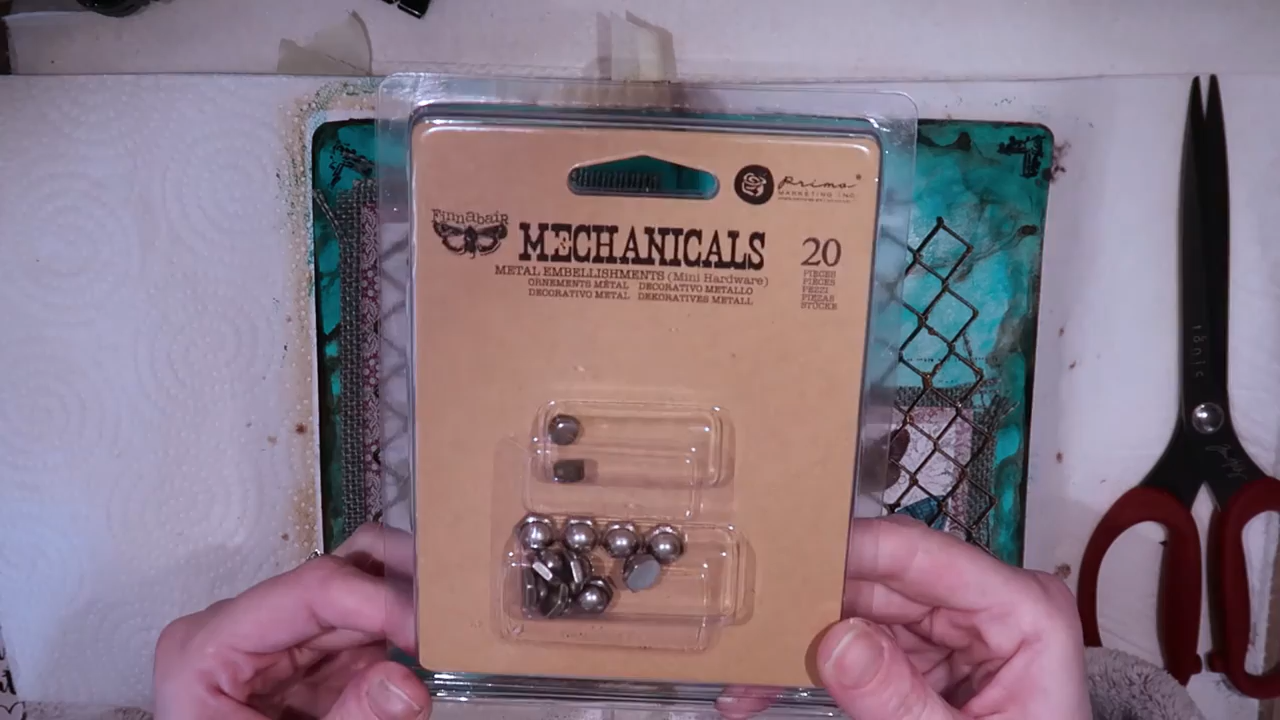 Prima
MARKETING INC.
Finnabair
MECHANICALS
METAL EMBELLISHMENTS (Mini Hardware)
ORNEMENTS MÉTAL DECORATIVO METALLO
DECORATIVO METAL DEKORATIVES METALL
20
PIECES
PIÈCES
PEZZI
PIEZAS
STÜCKE